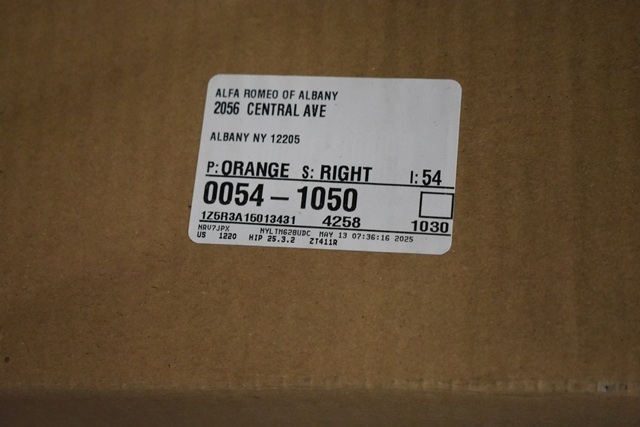 ALFA ROMEO OF ALBANY
2056 CENTRAL AVE
ALBANY NY 12205
P: ORANGE S: RIGHT I: 54
0054 - 1050
1Z5R3A15013431 4258 1030
NRV7JPX NYLTM628UDC MAY 13 07:36:16 2025
US 1220 HIP 25.3.2 ZT411R